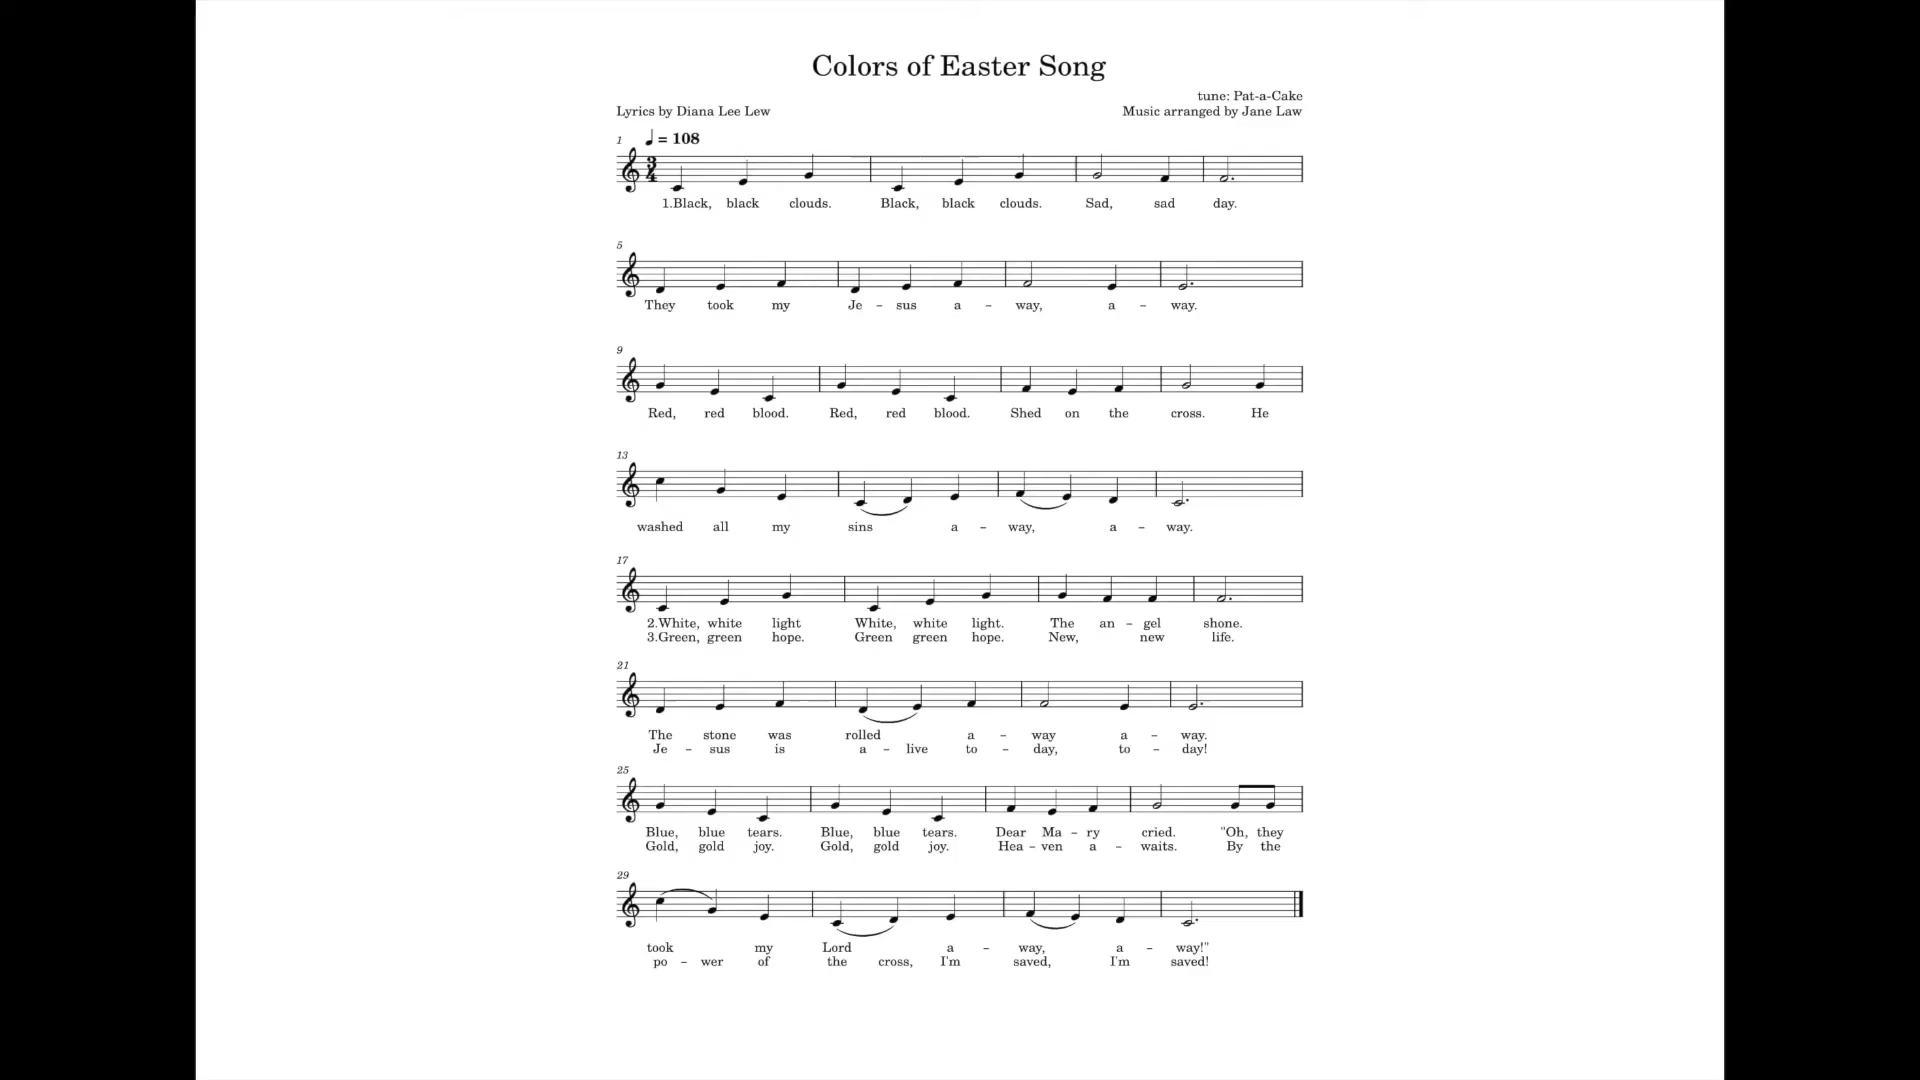 Colors of Easter Song
tune: Pat-a-Cake
Lyrics by Diana Lee Lew
Music arranged by Jane Law
1
= 108
3
4
1.Black, black clouds. Black, black clouds. Sad, sad day.
5
They took my Je – sus a – way, a – way.
9
Red, red blood. Red, red blood. Shed on the cross. He
13
washed all my sins a – way, a – way.
17
2.White, white light White, white light. The an – gel shone.
3.Green, green hope. Green green hope. New, new life.
21
The stone was rolled a – way a – way.
Je – sus is a – live to – day, to – day!
25
Blue, blue tears. Blue, blue tears. Dear Ma – ry cried. "Oh, they
Gold, gold joy. Gold, gold joy. Hea – ven a – waits. By the
29
took my Lord a – way, a – way!"
po – wer of the cross, I'm saved, I'm saved!